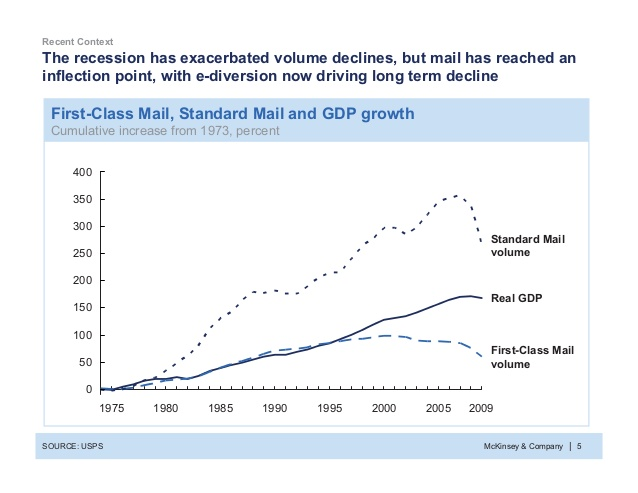 Recent Context
The recession has exacerbated volume declines, but mail has reached an
inflection point, with e-diversion now driving long term decline
First-Class Mail, Standard Mail and GDP growth
Cumulative increase from 1973, percent
400
350
300
250
200
150
100
50
0
Standard Mail
volume
Real GDP
First-Class Mail
volume
1975 1980 1985 1990 1995 2000 2005 2009
SOURCE: USPS
McKinsey & Company | 5